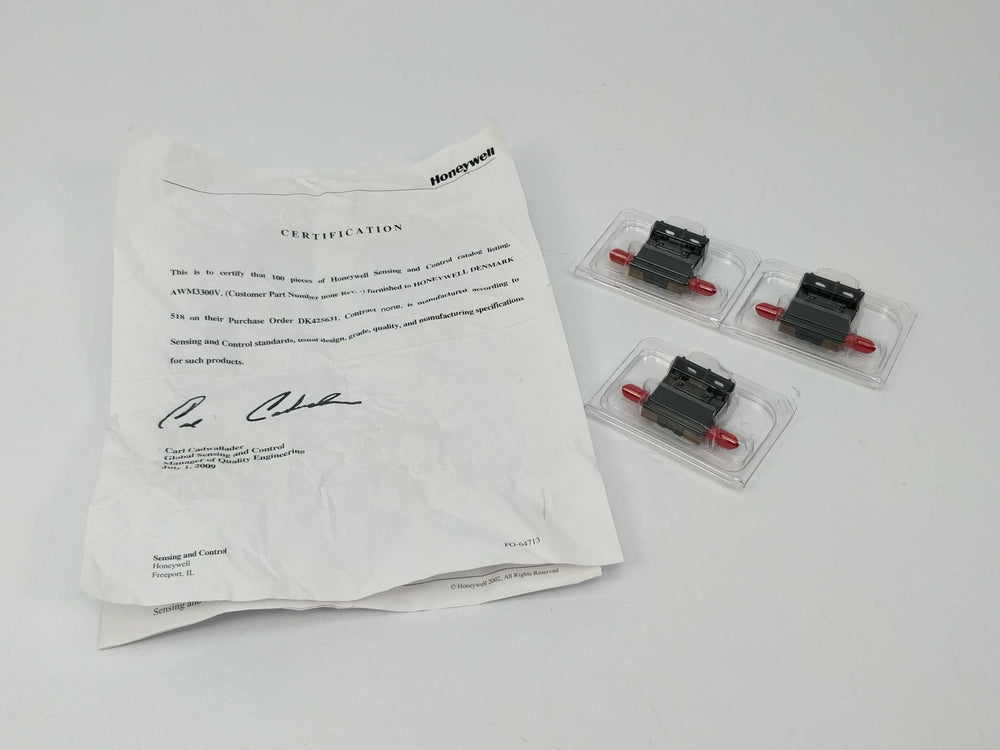 Honeywell
CERTIFICATION
This is to certify that 100 pieces of Honeywell Sensing and Control catalog listing,
AWM3300V, (Customer Part Number none Rev. -) furnished to HONEYWELL DENMARK
518 on their Purchase Order DK425631, Contract none, is manufactured according to
Sensing and Control standards, usual design, grade, quality, and manufacturing specifications
for such products.
Carl Cadwallader
Global Sensing and Control
Manager of Quality Engineering
July 1, 2009
Sensing and Control
Honeywell
Freeport, IL
FO-64713
Sensing and
© Honeywell 2002, All Rights Reserved